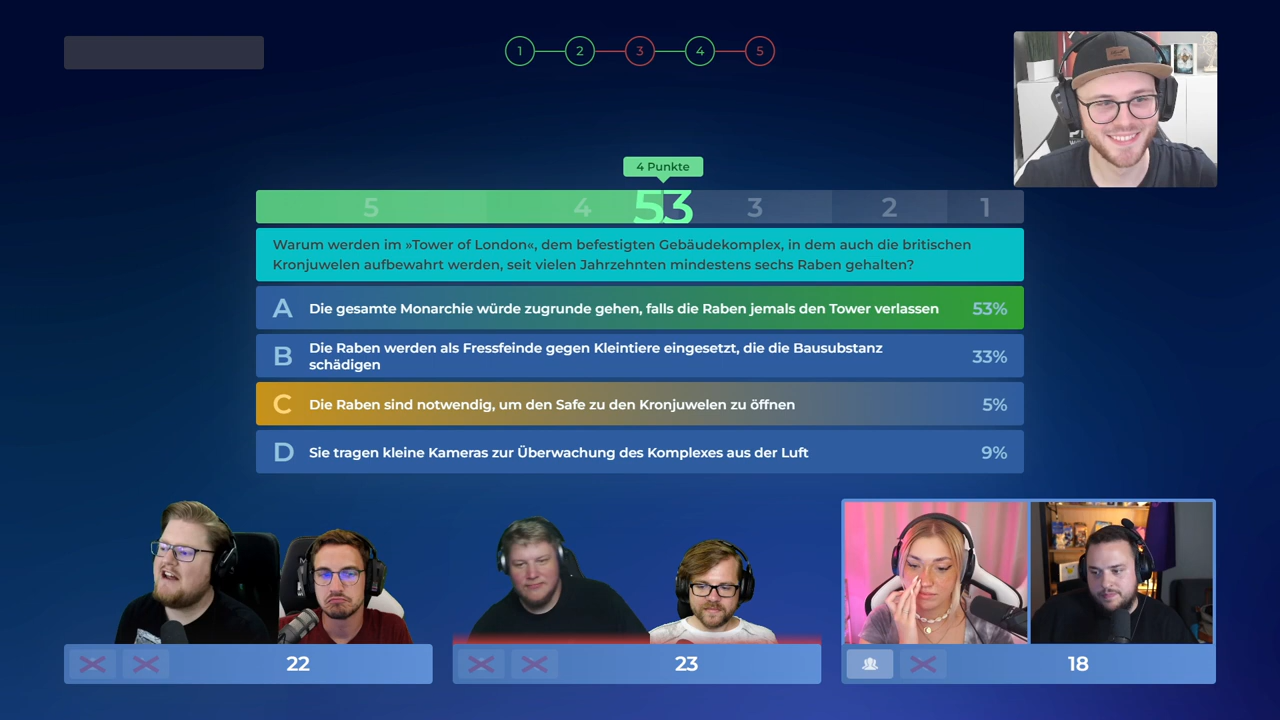 1 2 3 4 5
4 Punkte
5 4 53 3 2 1
Warum werden im »Tower of London«, dem befestigten Gebäudekomplex, in dem auch die britischen
Kronjuwelen aufbewahrt werden, seit vielen Jahrzehnten mindestens sechs Raben gehalten?
A Die gesamte Monarchie würde zugrunde gehen, falls die Raben jemals den Tower verlassen 53%
B Die Raben werden als Fressfeinde gegen Kleintiere eingesetzt, die die Bausubstanz
schädigen 33%
C Die Raben sind notwendig, um den Safe zu den Kronjuwelen zu öffnen 5%
D Sie tragen kleine Kameras zur Überwachung des Komplexes aus der Luft 9%
22
23
18